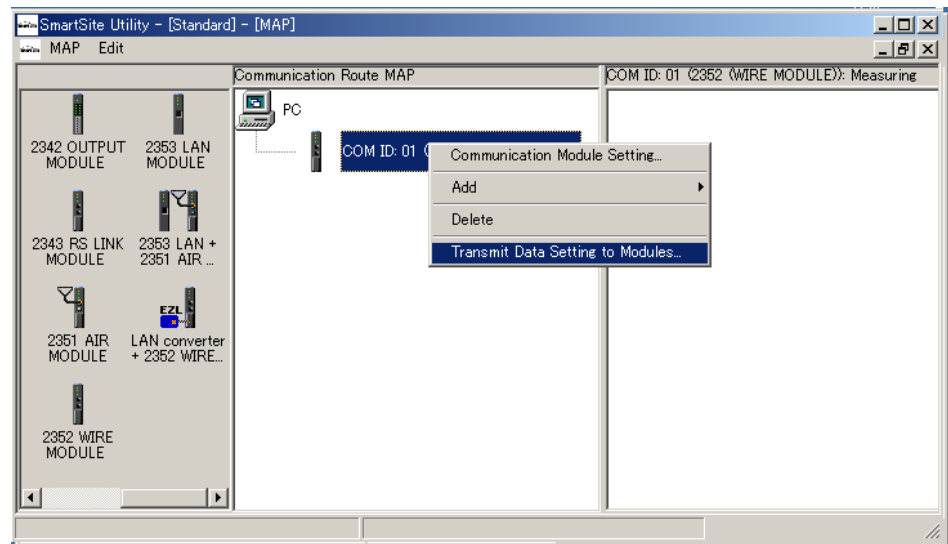 SmartSite Utility - [Standard] - [MAP]
MAP Edit
Communication Route MAP
COM ID: 01 (2352 (WIRE MODULE)): Measuring
2342 OUTPUT
MODULE
2353 LAN
MODULE
2343 RS LINK
MODULE
2353 LAN +
2351 AIR ...
2351 AIR
MODULE
EZL
LAN converter
+ 2352 WIRE...
2352 WIRE
MODULE
PC
COM ID: 01 (
Communication Module Setting...
Add
Delete
Transmit Data Setting to Modules...